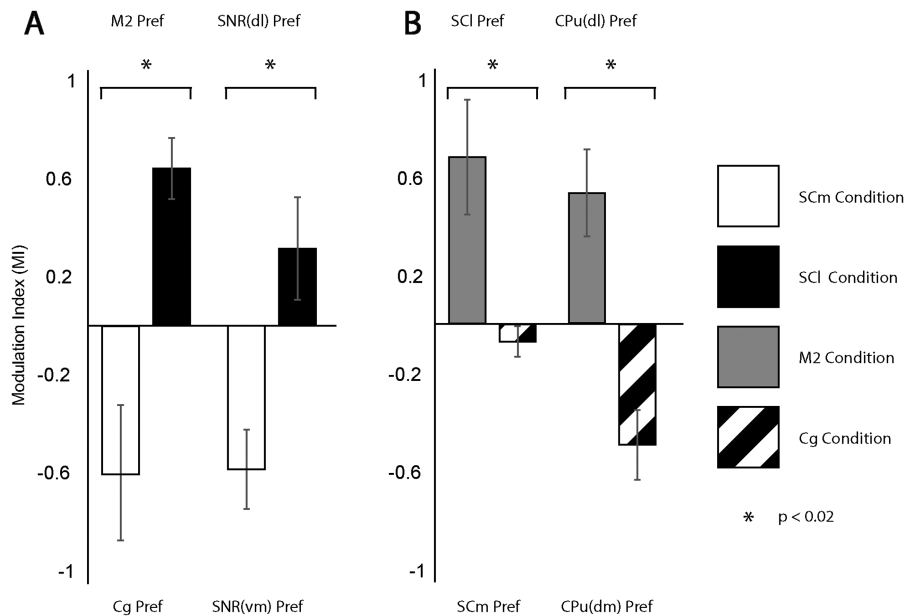 A
M2 Pref
SNR(dl) Pref
B
SCl Pref
CPu(dl) Pref
*
*
*
*
1
0.6
0.2
-0.2
-0.6
-1
Modulation Index (MI)
Cg Pref
SNR(vm) Pref
1
0.6
0.2
-0.2
-0.6
-1
SCm Pref
CPu(dm) Pref
SCm Condition
SCl Condition
M2 Condition
Cg Condition
* p < 0.02